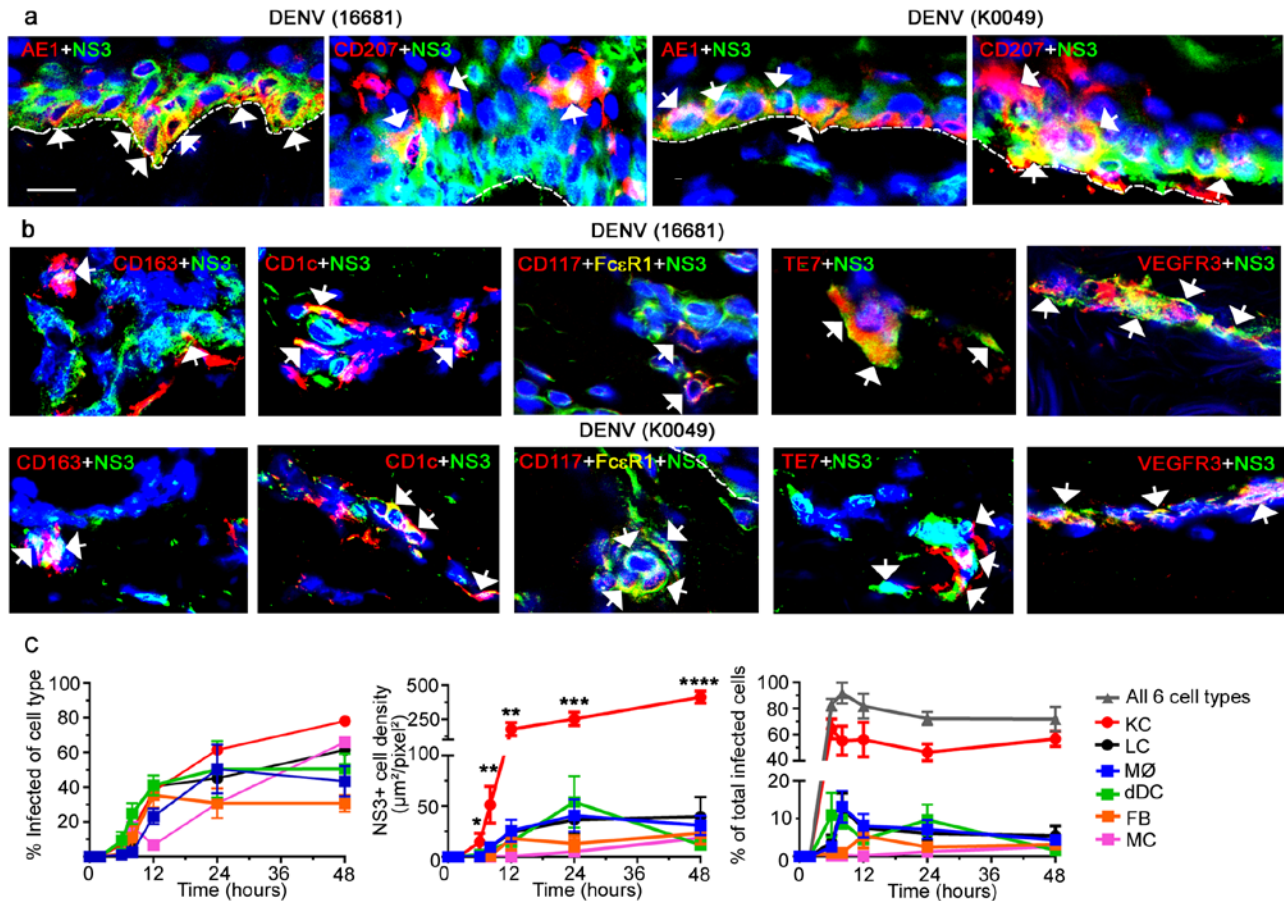 a
DENV (16681)
DENV (K0049)
AE1+NS3
CD207+NS3
AE1+NS3
CD207+NS3
b
DENV (16681)
CD163+NS3
CD1c+NS3
CD117+FcεR1+NS3
TE7+NS3
VEGFR3+NS3
DENV (K0049)
CD163+NS3
CD1c+NS3
CD117+FcεR1+NS3
TE7+NS3
VEGFR3+NS3
c
% Infected of cell type
100
80
60
40
20
0 12 24 36 48
Time (hours)
NS3+ cell density
(µm²/pixel²)
500
250
100
50
0
* ** ** *** ****
0 12 24 36 48
Time (hours)
% of total infected cells
100
80
60
40
20
10
0
0 12 24 36 48
Time (hours)
All 6 cell types
KC
LC
MØ
dDC
FB
MC